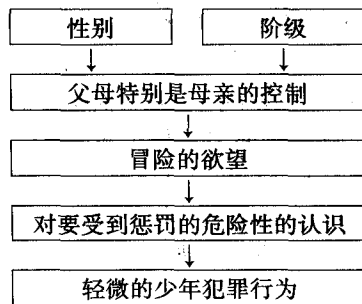 性别 阶级
父母特别是母亲的控制
冒险的欲望
对要受到惩罚的危险性的认识
轻微的少年犯罪行为